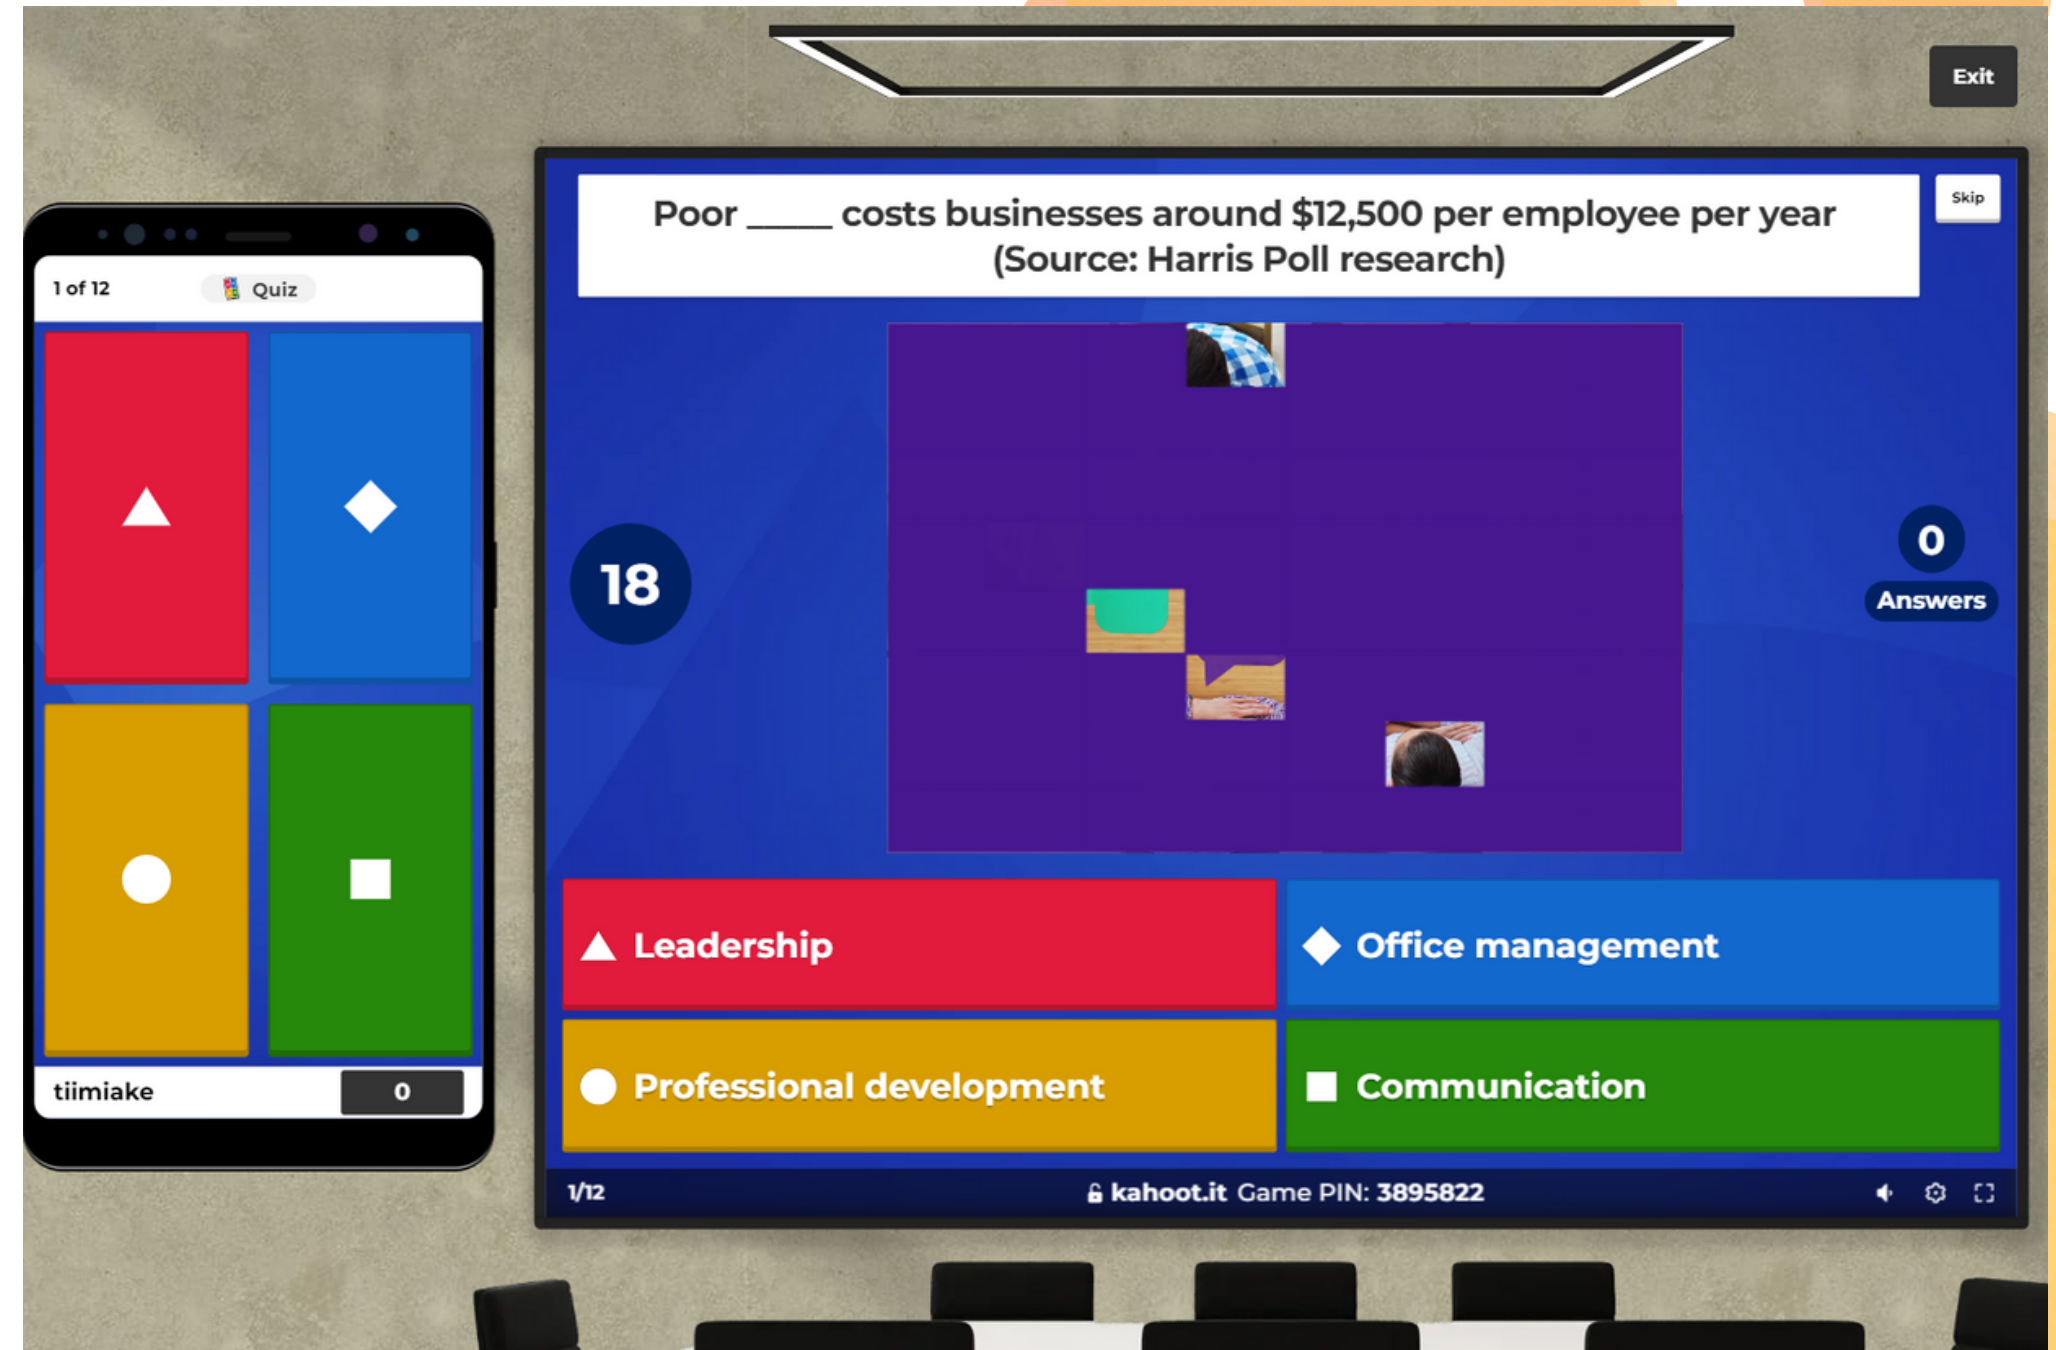 Exit
Poor _____ costs businesses around $12,500 per employee per year
(Source: Harris Poll research)
Skip
1 of 12
Quiz
18
0
Answers
Leadership
Office management
Professional development
Communication
tiimiake
0
1/12
kahoot.it Game PIN: 3895822